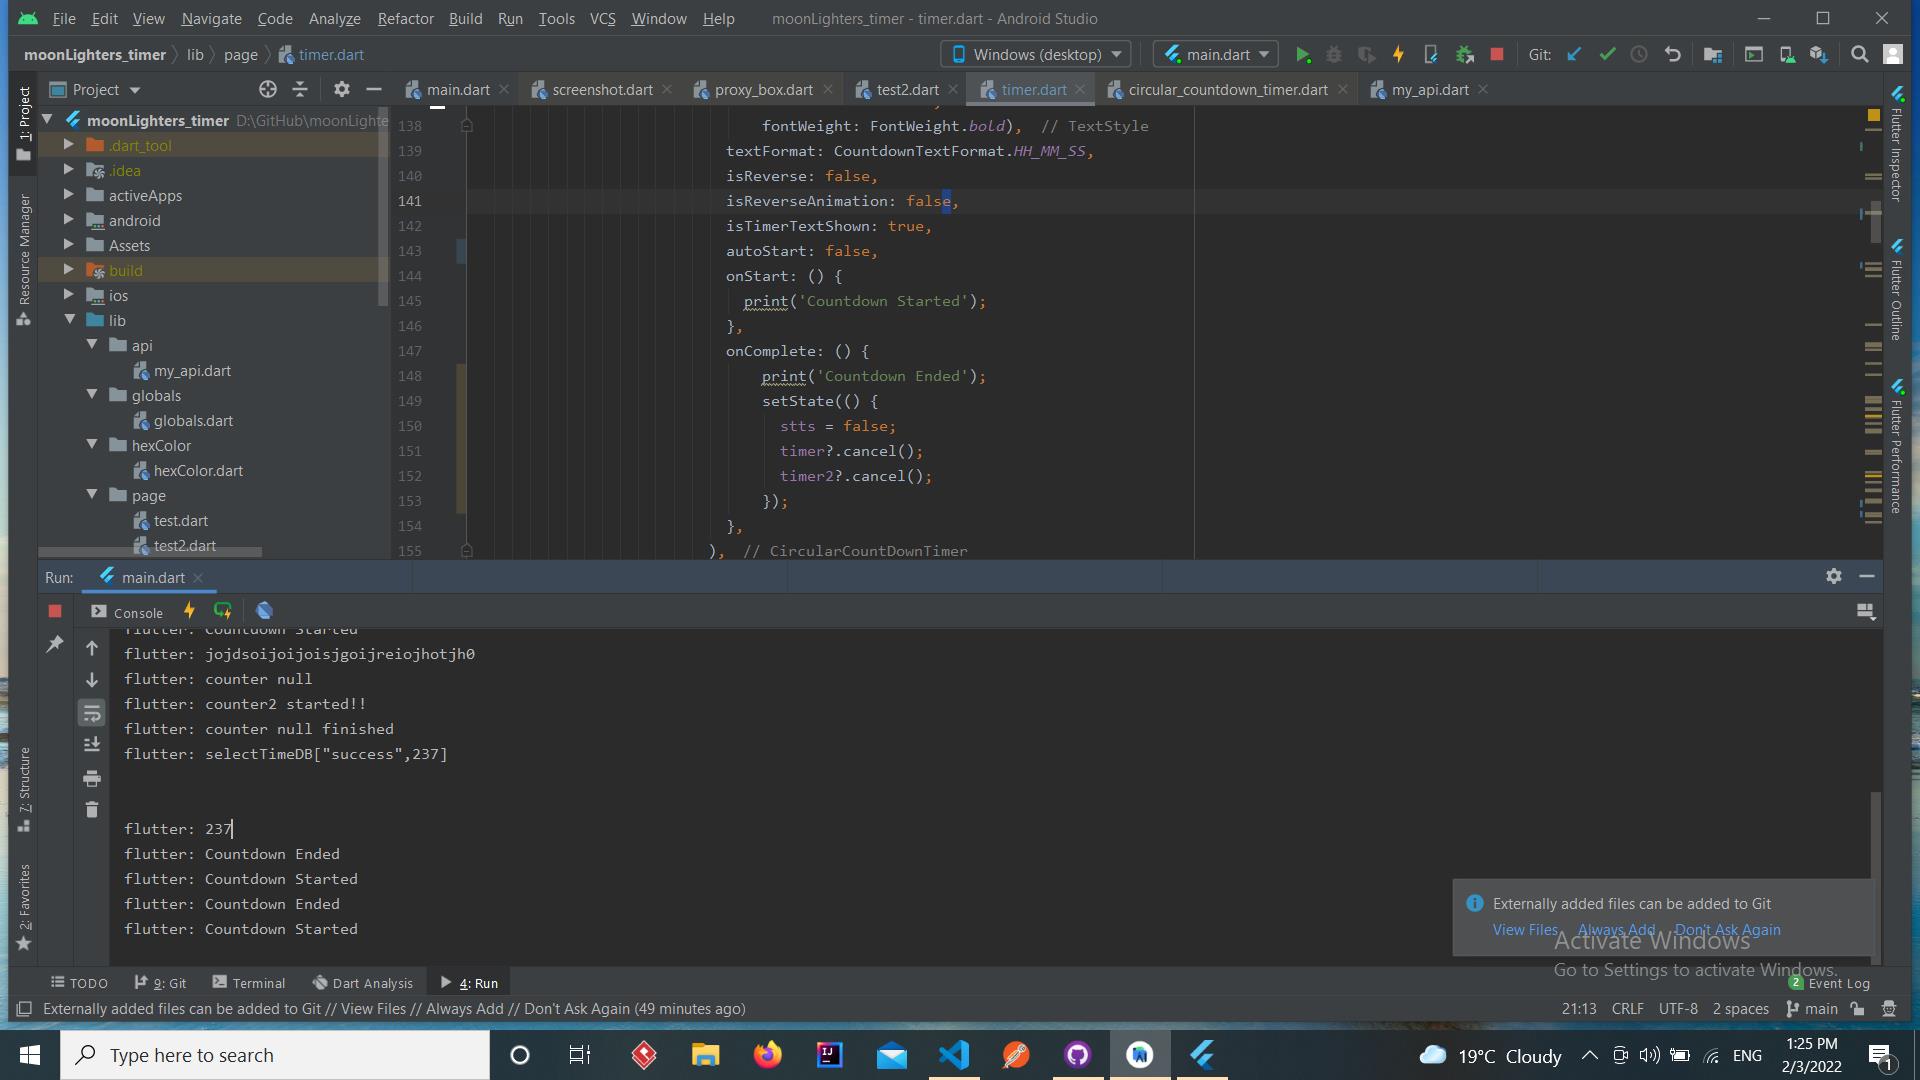 File Edit View Navigate Code Analyze Refactor Build Run Tools VCS Window Help moonLighters_timer - timer.dart - Android Studio
moonLighters_timer lib page timer.dart Windows (desktop) main.dart Git:
Project main.dart screenshot.dart proxy_box.dart test2.dart timer.dart circular_countdown_timer.dart my_api.dart
1: Project
Resource Manager
7: Structure
2: Favorites
moonLighters_timer D:\GitHub\moonLighte
.dart_tool
.idea
activeApps
android
Assets
build
ios
lib
api
my_api.dart
globals
globals.dart
hexColor
hexColor.dart
page
test.dart
test2.dart
138 fontWeight: FontWeight.bold), // TextStyle
139 textFormat: CountdownTextFormat.HH_MM_SS,
140 isReverse: false,
141 isReverseAnimation: false,
142 isTimerTextShown: true,
143 autoStart: false,
144 onStart: () {
145 print('Countdown Started');
146 },
147 onComplete: () {
148 print('Countdown Ended');
149 setState(() {
150 stts = false;
151 timer?.cancel();
152 timer2?.cancel();
153 });
154 },
155 ), // CircularCountDownTimer
Flutter Inspector
Flutter Outline
Flutter Performance
Run: main.dart
Console
flutter: Countdown Started
flutter: jojdsoijoijoisjgoijreiojhotjh0
flutter: counter null
flutter: counter2 started!!
flutter: counter null finished
flutter: selectTimeDB["success",237]
flutter: 237
flutter: Countdown Ended
flutter: Countdown Started
flutter: Countdown Ended
flutter: Countdown Started
Externally added files can be added to Git
View Files Always Add Don't Ask Again
Activate Windows
Go to Settings to activate Windows.
TODO 9: Git Terminal Dart Analysis 4: Run 2 Event Log
Externally added files can be added to Git // View Files // Always Add // Don't Ask Again (49 minutes ago) 21:13 CRLF UTF-8 2 spaces main
Type here to search 19°C Cloudy ENG 1:25 PM
2/3/2022 1